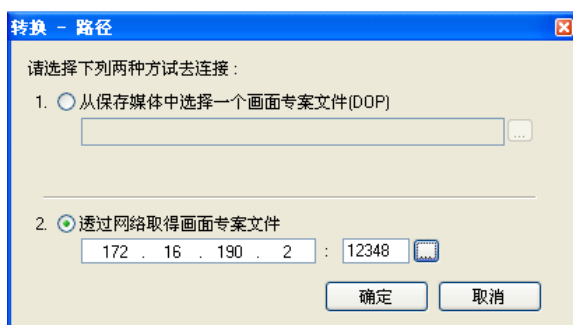 转换 - 路径
请选择下列两种方试去连接：
1. 从保存媒体中选择一个画面专案文件(DOP)
...
2. 透过网络取得画面专案文件
172 . 16 . 190 . 2 : 12348 ...
确定 取消